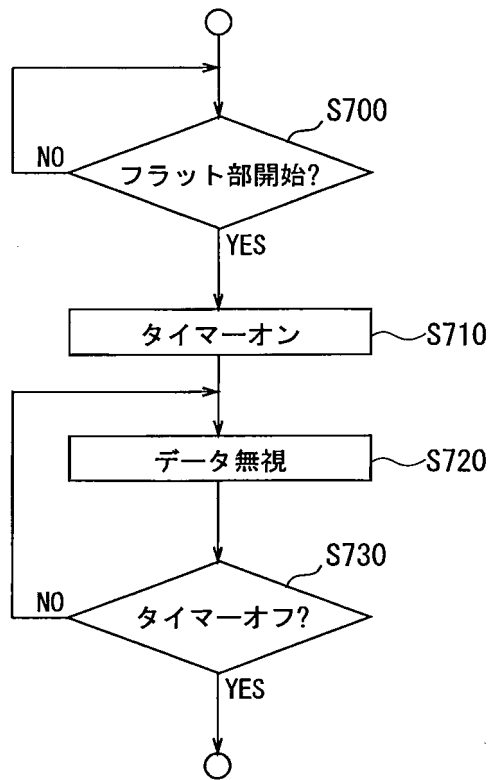 S700
フラット部開始?
NO
YES
タイマーオン
S710
データ無視
S720
S730
タイマーオフ?
NO
YES